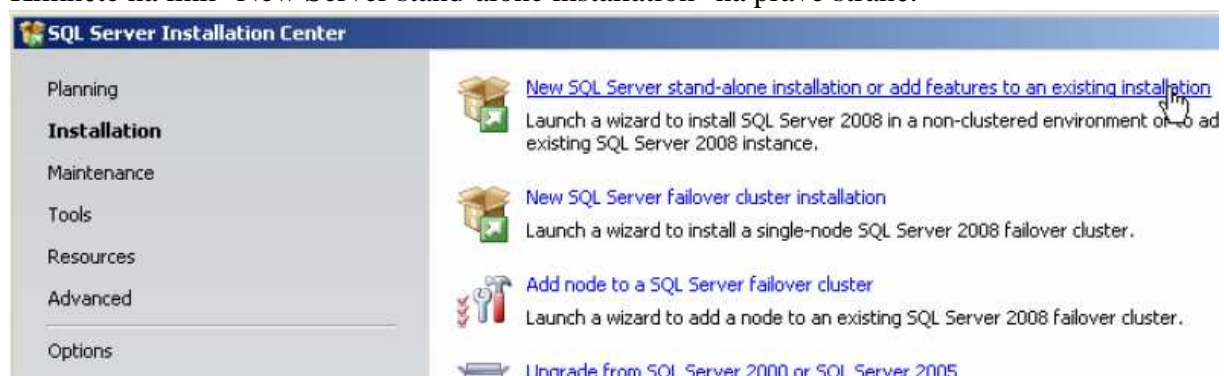 SQL Server Installation Center
Planning
Installation
Maintenance
Tools
Resources
Advanced
Options
New SQL Server stand-alone installation or add features to an existing installation
Launch a wizard to install SQL Server 2008 in a non-clustered environment or to ad
existing SQL Server 2008 instance.
New SQL Server failover cluster installation
Launch a wizard to install a single-node SQL Server 2008 failover cluster.
Add node to a SQL Server failover cluster
Launch a wizard to add a node to an existing SQL Server 2008 failover cluster.
Upgrade from SQL Server 2000 or SQL Server 2005